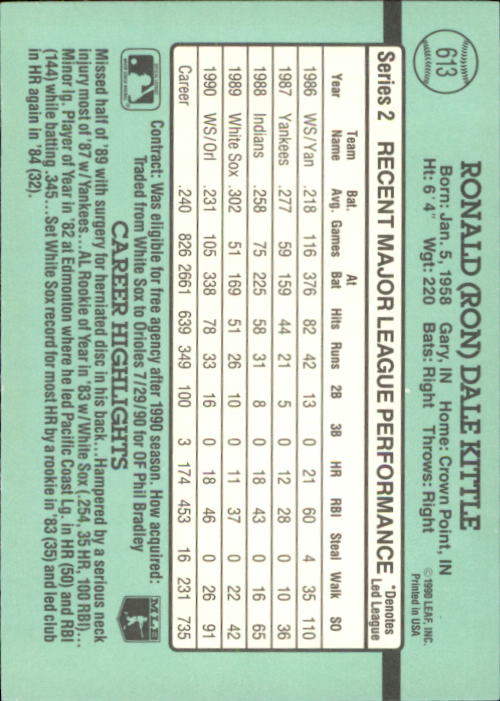 613
RONALD (RON) DALE KITTLE
Born: Jan. 5, 1958 Gary, IN Home: Crown Point, IN
Ht: 6' 4" Wgt: 220 Bats: Right Throws: Right
©1990 LEAF, INC.
Printed in USA
Series 2 RECENT MAJOR LEAGUE PERFORMANCE *Denotes Led League
Year Team Name Bat. Avg. Games At Bat Hits Runs 2B 3B HR RBI Steal Walk SO
1986 WS/Yan .218 116 376 82 42 13 0 21 60 4 35 110
1987 Yankees .277 59 159 44 21 5 0 12 28 0 10 36
1988 Indians .258 75 225 58 31 8 0 18 43 0 16 65
1989 White Sox .302 51 169 51 26 10 0 11 37 0 22 42
1990 WS/Orl .231 105 338 78 33 16 0 18 46 0 26 91
Career .240 826 2661 639 349 100 3 174 453 16 231 735
Contract: Was eligible for free agency after 1990 season. How acquired:
Traded from White Sox to Orioles 7/29/90 for OF Phil Bradley
CAREER HIGHLIGHTS
MLB
Missed half of '89 with surgery for herniated disc in his back...Hampered by a serious neck
injury most of '87 w/Yankees...AL Rookie of Year in '83 w/White Sox (.254, 35 HR, 100 RBI)...
Minor lg. Player of Year in '82 at Edmonton where he led Pacific Coast Lg. in HR (50) and RBI
(144) while batting .345...Set White Sox record for most HR by a rookie in '83 (35) and led club
in HR again in '84 (32).